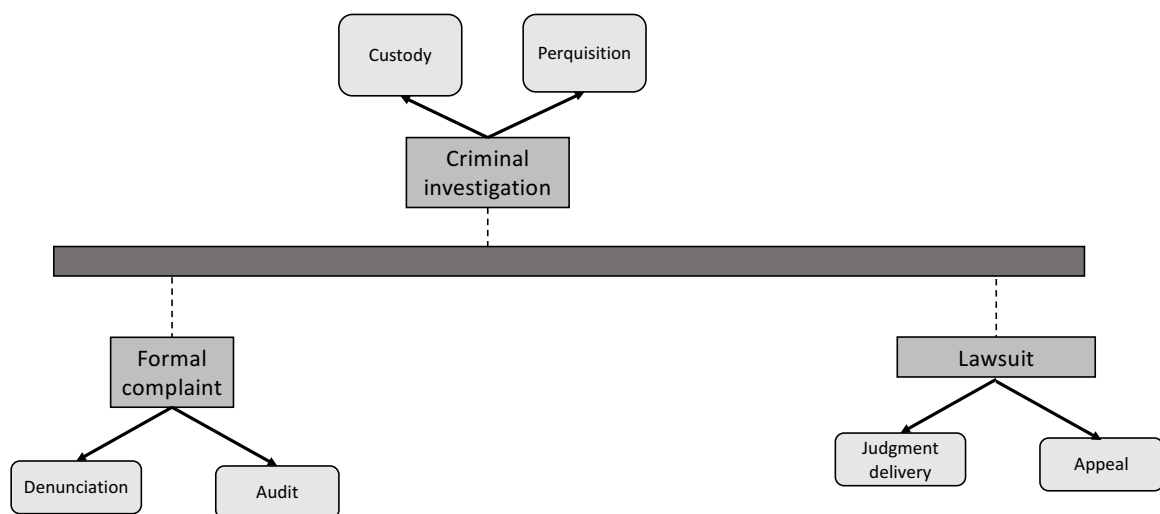 Custody
Perquisition
Criminal
investigation
Formal
complaint
Lawsuit
Denunciation
Audit
Judgment
delivery
Appeal